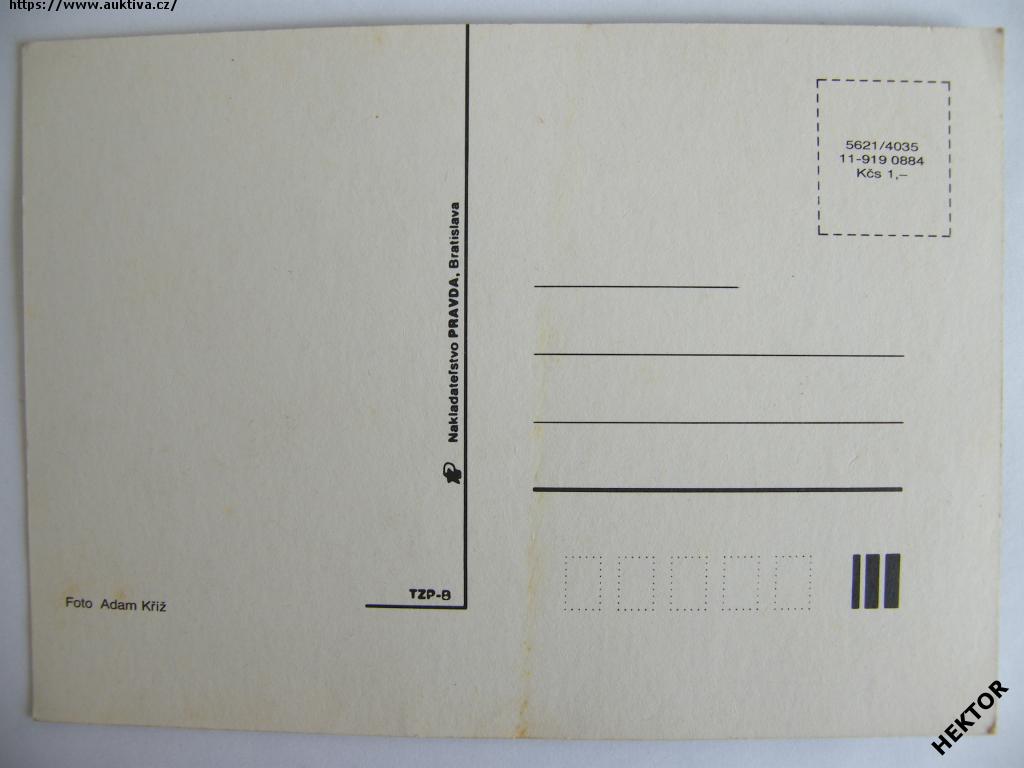 https://www.auktiva.cz/
5621/4035
11-919 0884
Kčs 1,–
Nakladateľstvo PRAVDA, Bratislava
TZP-B
Foto Adam Kříž
HEKTOR